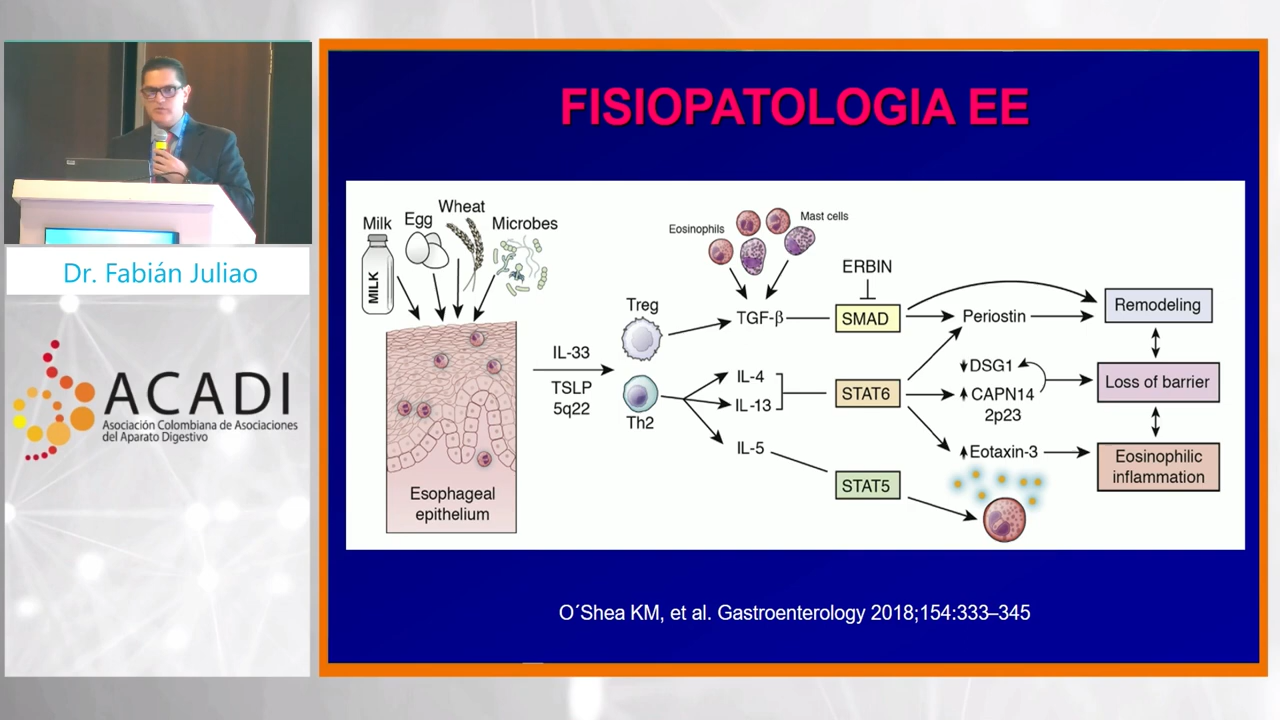 FISIOPATOLOGIA EE
Dr. Fabián Juliao
ACADI
Asociación Colombiana de Asociaciones
del Aparato Digestivo
Milk
Egg
Wheat
Microbes
MILK
Esophageal
epithelium
IL-33
TSLP
5q22
Treg
Th2
Eosinophils
Mast cells
TGF-β
IL-4
IL-13
IL-5
ERBIN
SMAD
STAT6
STAT5
Periostin
DSG1
CAPN14
2p23
Eotaxin-3
Remodeling
Loss of barrier
Eosinophilic
inflammation
O´Shea KM, et al. Gastroenterology 2018;154:333–345